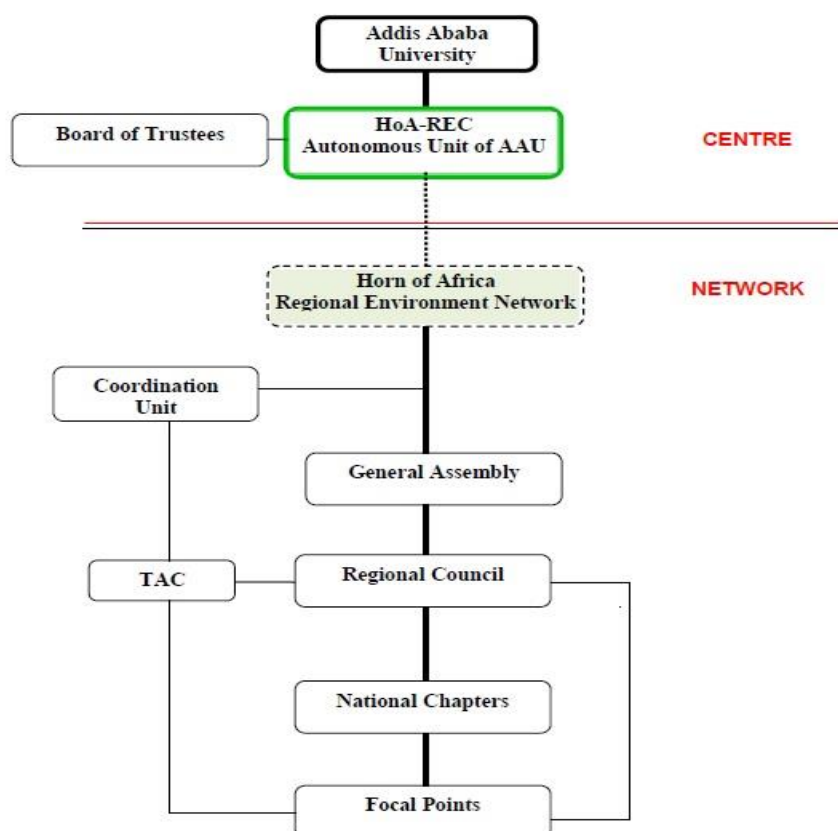 Addis Ababa
University
Board of Trustees
HoA-REC
Autonomous Unit of AAU
CENTRE
Horn of Africa
Regional Environment Network
NETWORK
Coordination
Unit
General Assembly
TAC
Regional Council
National Chapters
Focal Points